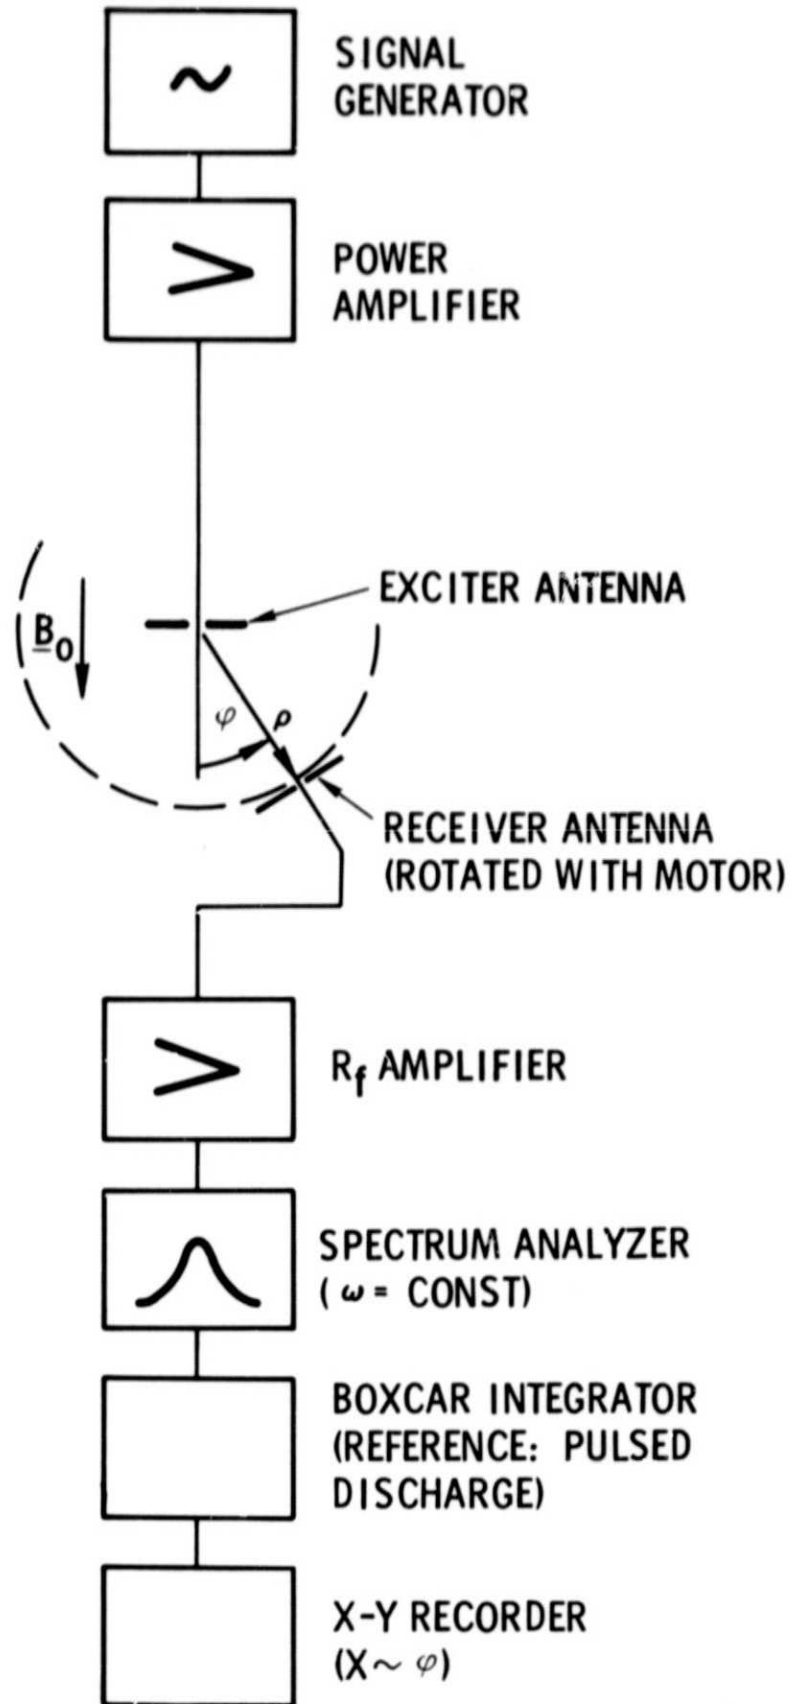 SIGNAL
GENERATOR
POWER
AMPLIFIER
EXCITER ANTENNA
B₀
φ
ρ
RECEIVER ANTENNA
(ROTATED WITH MOTOR)
Rf AMPLIFIER
SPECTRUM ANALYZER
( ω = CONST)
BOXCAR INTEGRATOR
(REFERENCE: PULSED
DISCHARGE)
X-Y RECORDER
(X ~ φ)